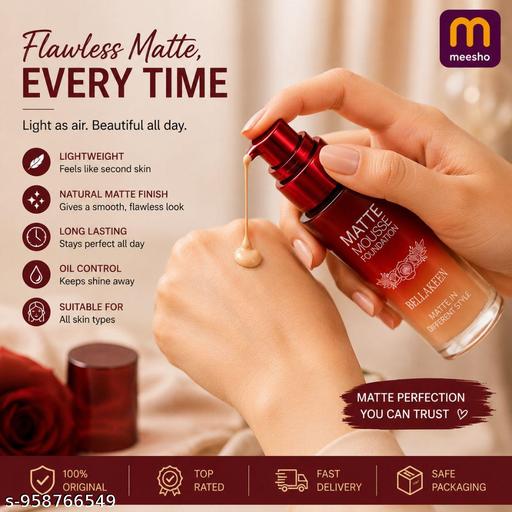 Flawless Matte,
EVERY TIME
Light as air. Beautiful all day.
LIGHTWEIGHT
Feels like second skin
NATURAL MATTE FINISH
Gives a smooth, flawless look
LONG LASTING
Stays perfect all day
OIL CONTROL
Keeps shine away
SUITABLE FOR
All skin types
m
meesho
MATTE
MOUSSE
FOUNDATION
BELLAKEEN
MATTE IN
DIFFERENT STYLE
MATTE PERFECTION
YOU CAN TRUST ♡
100%
ORIGINAL
TOP
RATED
FAST
DELIVERY
SAFE
PACKAGING
s-958766549